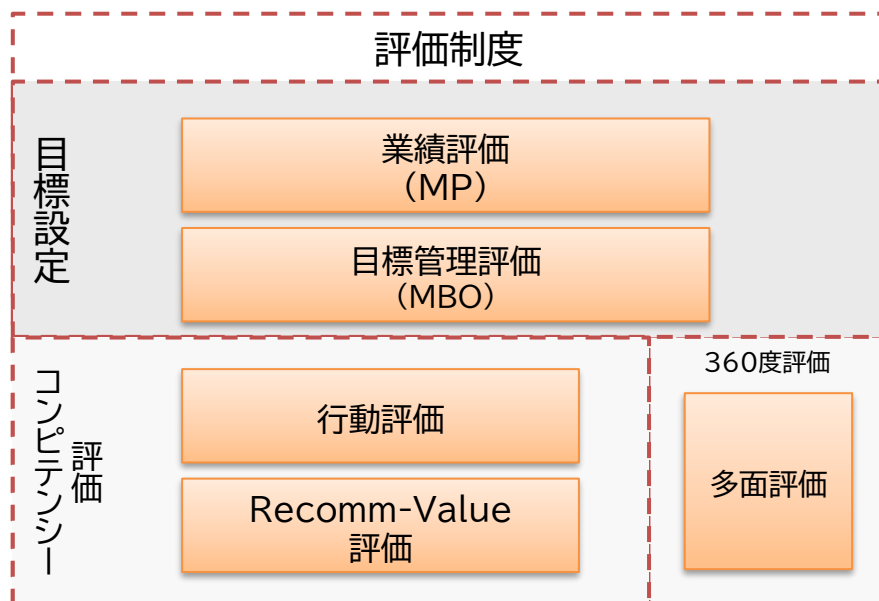 評価制度
目標設定
業績評価
（MP）
目標管理評価
（MBO）
コンピテンシー
評価
行動評価
Recomm-Value
評価
360度評価
多面評価